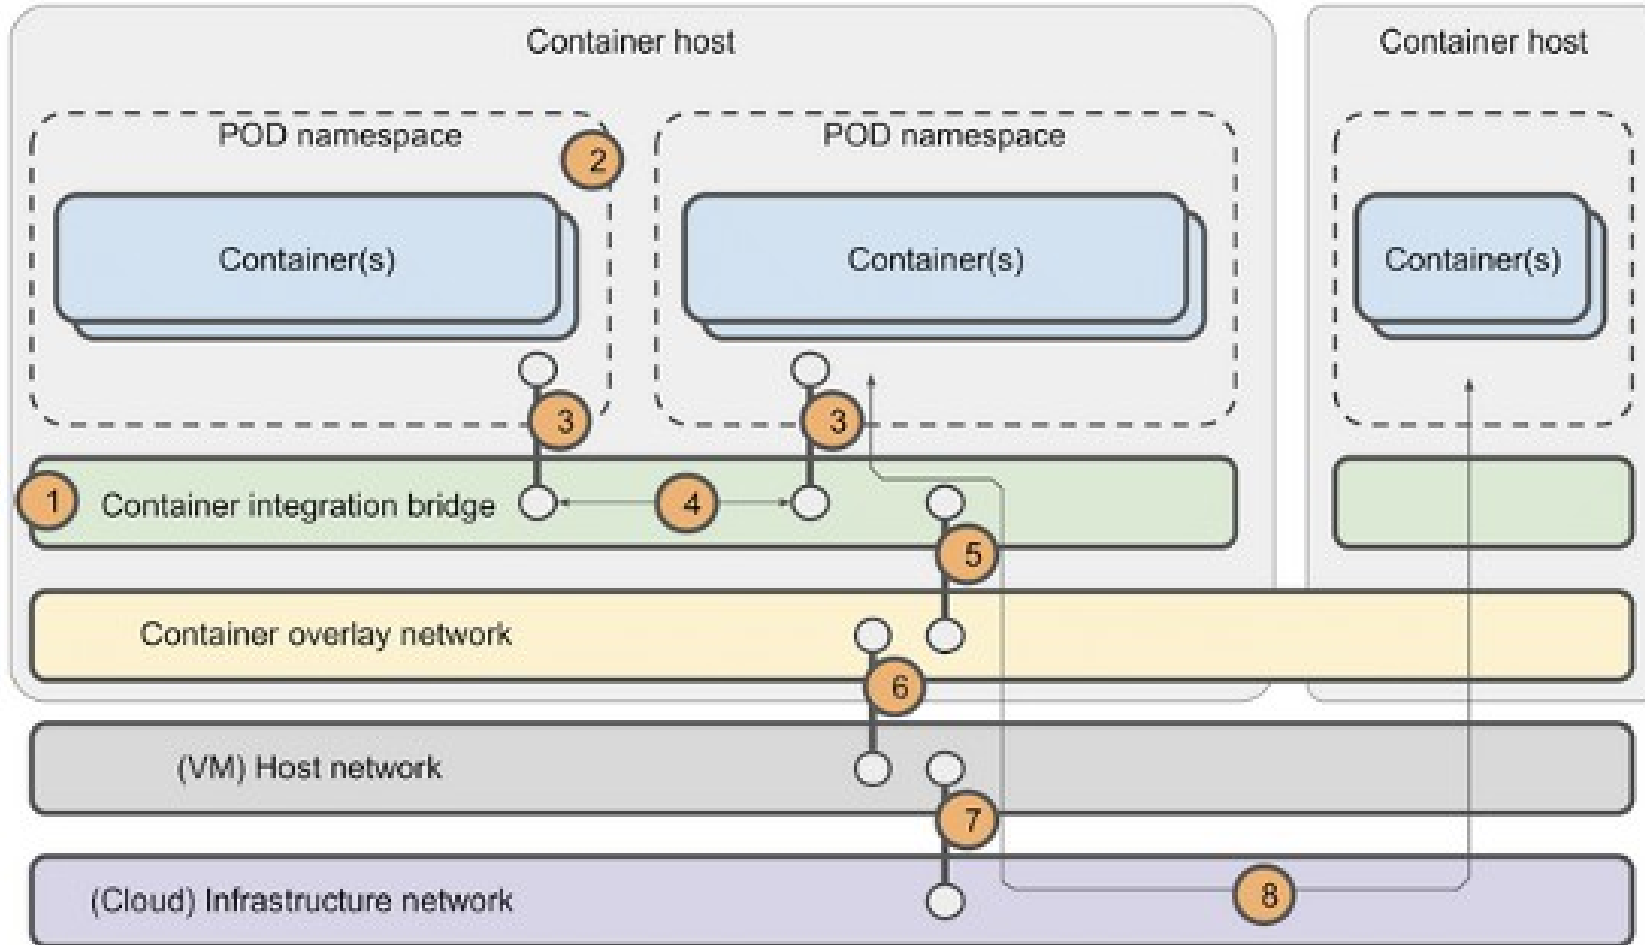 Container host
Container host
POD namespace
2
POD namespace
Container(s)
Container(s)
Container(s)
3
3
1
Container integration bridge
4
5
Container overlay network
6
(VM) Host network
7
(Cloud) Infrastructure network
8